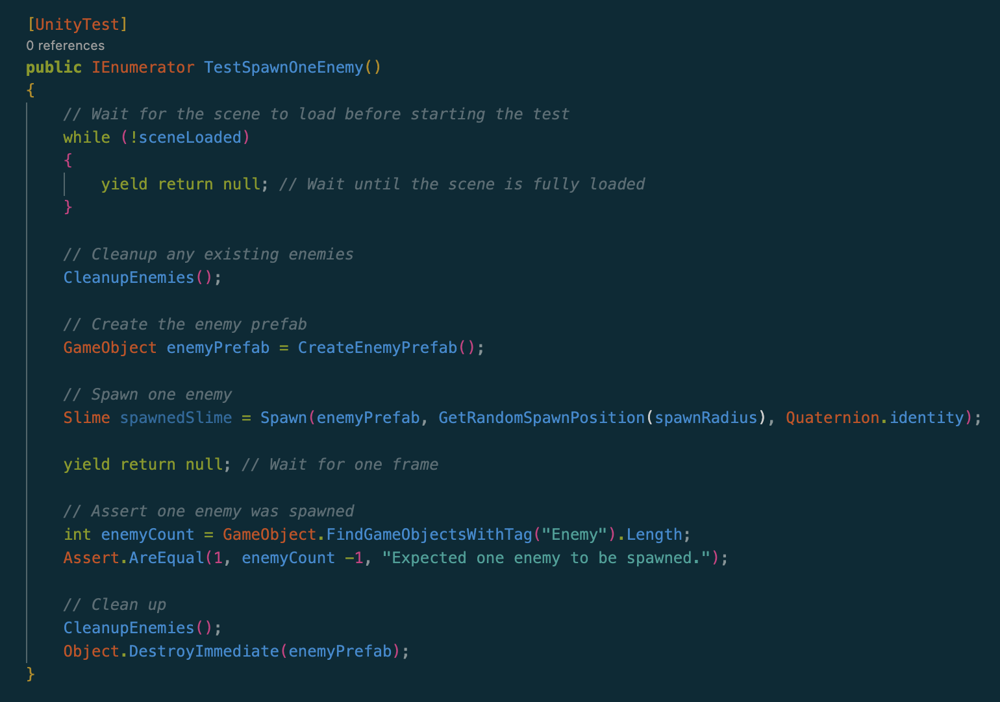 [UnityTest]
0 references
public IEnumerator TestSpawnOneEnemy()
{
// Wait for the scene to load before starting the test
while (!sceneLoaded)
{
yield return null; // Wait until the scene is fully loaded
}
// Cleanup any existing enemies
CleanupEnemies();
// Create the enemy prefab
GameObject enemyPrefab = CreateEnemyPrefab();
// Spawn one enemy
Slime spawnedSlime = Spawn(enemyPrefab, GetRandomSpawnPosition(spawnRadius), Quaternion.identity);
yield return null; // Wait for one frame
// Assert one enemy was spawned
int enemyCount = GameObject.FindGameObjectsWithTag("Enemy").Length;
Assert.AreEqual(1, enemyCount -1, "Expected one enemy to be spawned.");
// Clean up
CleanupEnemies();
Object.DestroyImmediate(enemyPrefab);
}